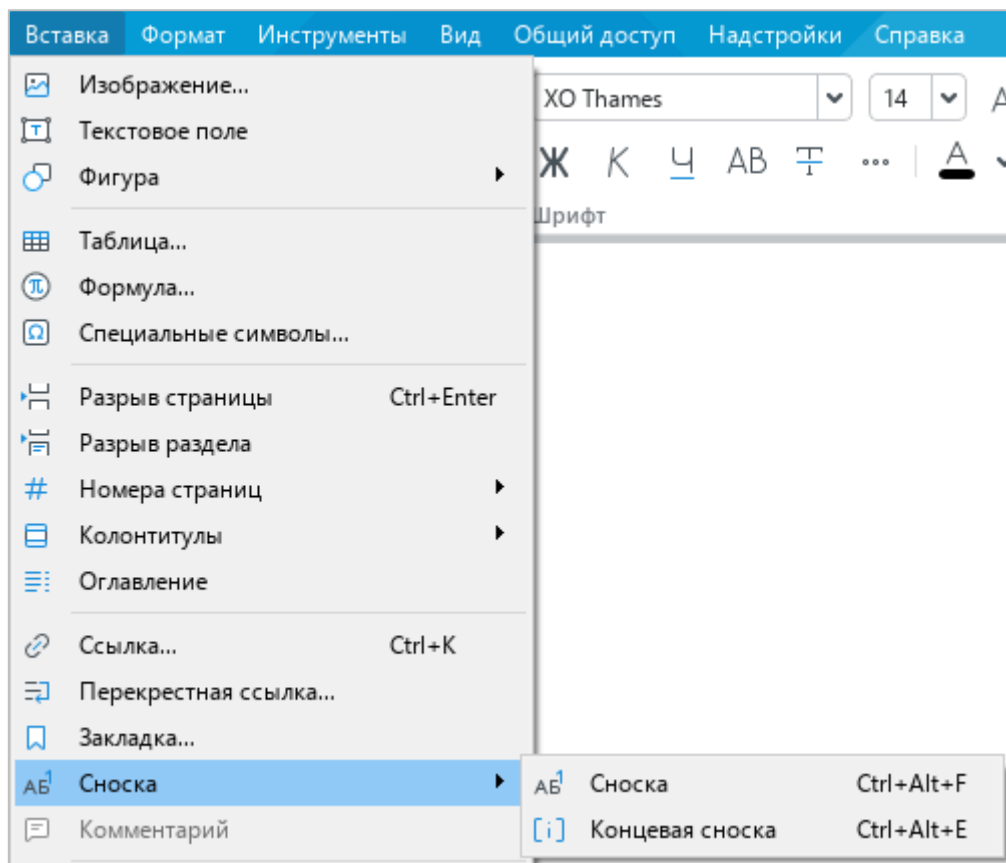 Вставка Формат Инструменты Вид Общий доступ Надстройки Справка
Изображение...
XO Thames 14
Текстовое поле
Фигура
Ж К Ч АВ Т
А
Шрифт
Таблица...
Формула...
Специальные символы...
Разрыв страницы Ctrl+Enter
Разрыв раздела
Номера страниц
Колонтитулы
Оглавление
Ссылка... Ctrl+K
Перекрестная ссылка...
Закладка...
Сноска
Сноска Ctrl+Alt+F
Комментарий
Концевая сноска Ctrl+Alt+E